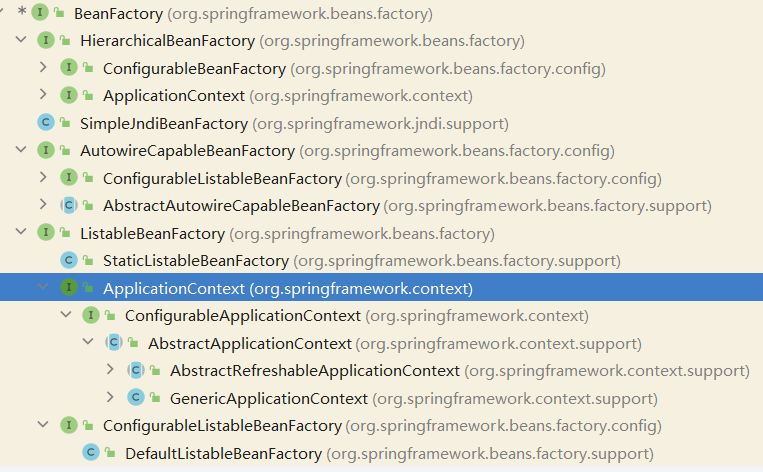 * I BeanFactory (org.springframework.beans.factory)
I HierarchicalBeanFactory (org.springframework.beans.factory)
I ConfigurableBeanFactory (org.springframework.beans.factory.config)
I ApplicationContext (org.springframework.context)
C SimpleJndiBeanFactory (org.springframework.jndi.support)
I AutowireCapableBeanFactory (org.springframework.beans.factory.config)
I ConfigurableListableBeanFactory (org.springframework.beans.factory.config)
C AbstractAutowireCapableBeanFactory (org.springframework.beans.factory.support)
I ListableBeanFactory (org.springframework.beans.factory)
C StaticListableBeanFactory (org.springframework.beans.factory.support)
I ApplicationContext (org.springframework.context)
I ConfigurableApplicationContext (org.springframework.context)
C AbstractApplicationContext (org.springframework.context.support)
C AbstractRefreshableApplicationContext (org.springframework.context.support)
C GenericApplicationContext (org.springframework.context.support)
I ConfigurableListableBeanFactory (org.springframework.beans.factory.config)
C DefaultListableBeanFactory (org.springframework.beans.factory.support)